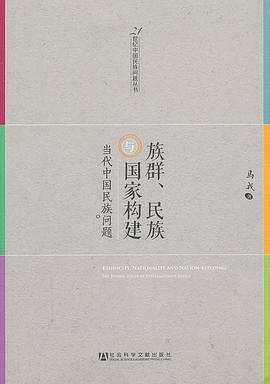 21世纪中国民族问题丛书
族群、民族
与
国家构建
当代中国民族问题。
马戎 著
ETHNICITY, NATIONALITY AND NATION-BUILDING:
社会科学文献出版社
SOCIAL SCIENCES ACADEMIC PRESS (CHINA)